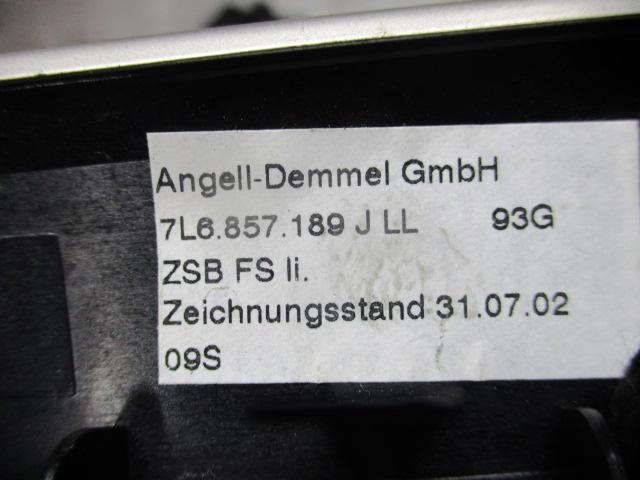 Angell-Demmel GmbH
7L6.857.189 J LL 93G
ZSB FS li.
Zeichnungsstand 31.07.02
09S